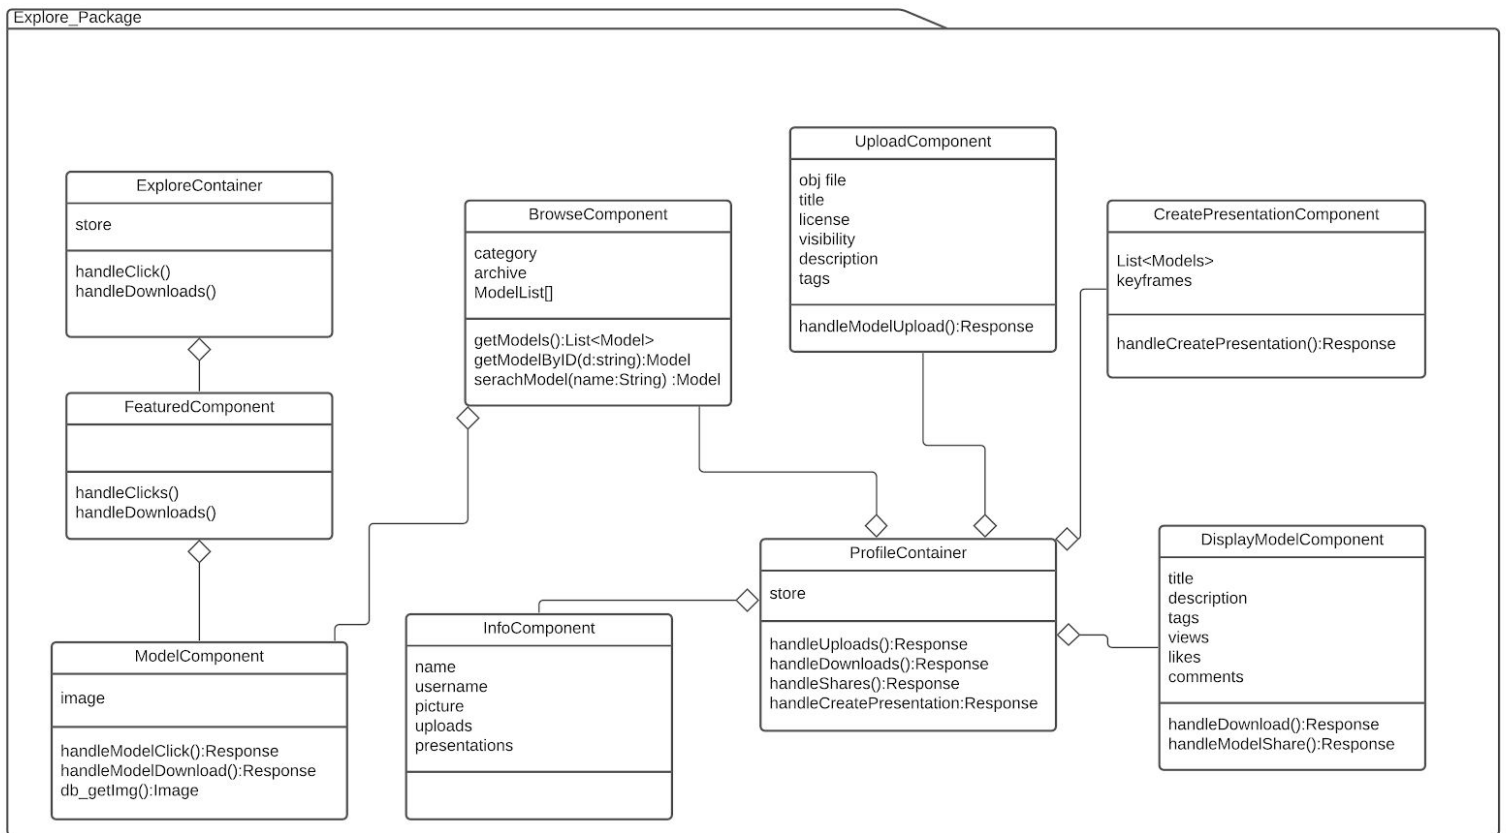 Explore_Package
ExploreContainer
store
handleClick()
handleDownloads()
FeaturedComponent
handleClicks()
handleDownloads()
ModelComponent
image
handleModelClick():Response
handleModelDownload():Response
db_getImg():Image
BrowseComponent
category
archive
ModelList[]
getModels():List<Model>
getModelByID(d:string):Model
serachModel(name:String) :Model
InfoComponent
name
username
picture
uploads
presentations
UploadComponent
obj file
title
license
visibility
description
tags
handleModelUpload():Response
ProfileContainer
store
handleUploads():Response
handleDownloads():Response
handleShares():Response
handleCreatePresentation:Response
CreatePresentationComponent
List<Models>
keyframes
handleCreatePresentation():Response
DisplayModelComponent
title
description
tags
views
likes
comments
handleDownload():Response
handleModelShare():Response